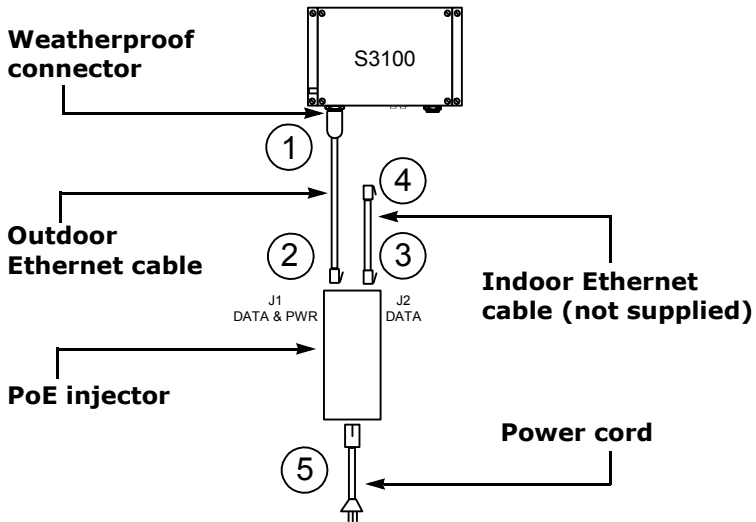 Weatherproof
connector
S3100
1
4
Outdoor
Ethernet cable
2
3
Indoor Ethernet
cable (not supplied)
J1
DATA & PWR
J2
DATA
PoE injector
Power cord
5